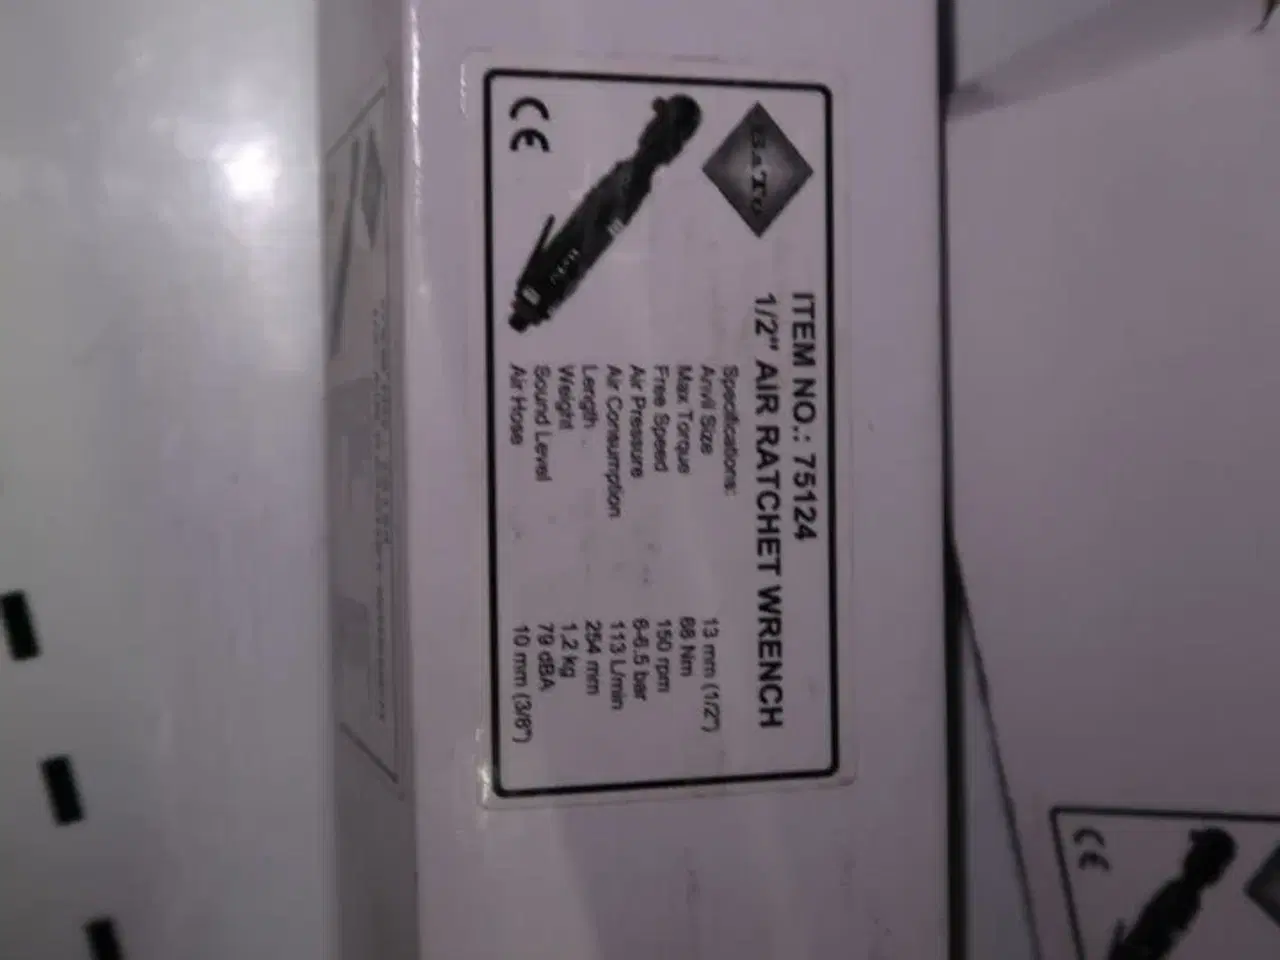 BATO
ITEM NO.: 75124
1/2" AIR RATCHET WRENCH
Specifications:
Anvil Size 13 mm (1/2")
Max Torque 68 Nm
Free Speed 150 rpm
Air Pressure 6-6.5 bar
Air Consumption 113 L/min
Length 254 mm
Weight 1.2 kg
Sound Level 79 dBA
Air Hose 10 mm (3/8")
CE
CE